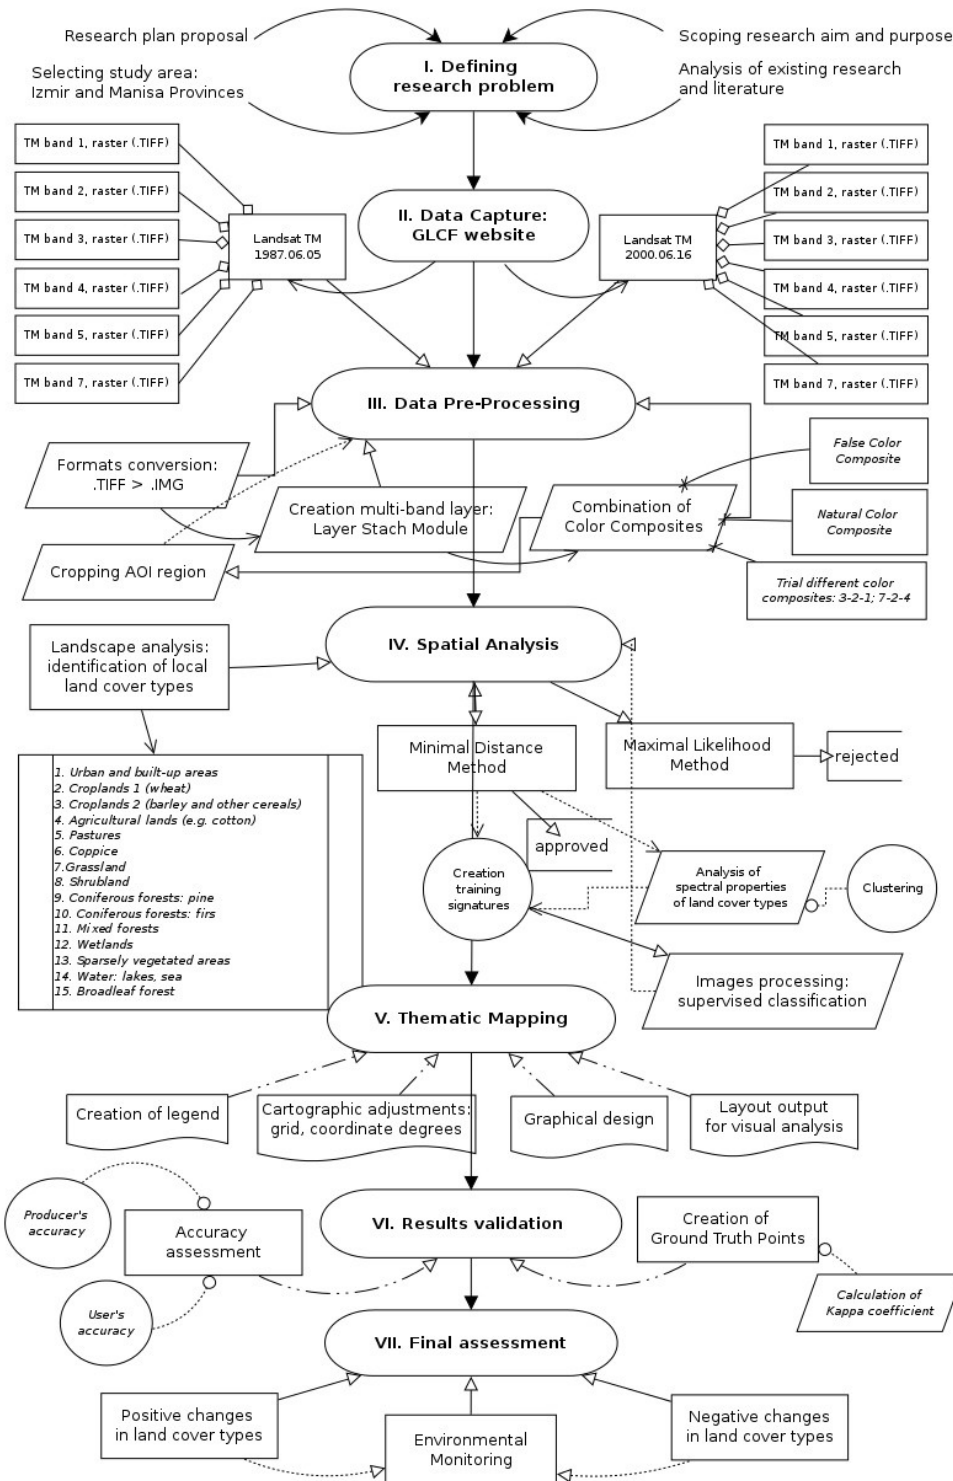 Research plan proposal
Scoping research aim and purpose
I. Defining
research problem
Selecting study area:
Izmir and Manisa Provinces
Analysis of existing research
and literature
TM band 1, raster (.TIFF)
TM band 2, raster (.TIFF)
TM band 3, raster (.TIFF)
TM band 4, raster (.TIFF)
TM band 5, raster (.TIFF)
TM band 7, raster (.TIFF)
Landsat TM
1987.06.05
II. Data Capture:
GLCF website
Landsat TM
2000.06.16
TM band 1, raster (.TIFF)
TM band 2, raster (.TIFF)
TM band 3, raster (.TIFF)
TM band 4, raster (.TIFF)
TM band 5, raster (.TIFF)
TM band 7, raster (.TIFF)
III. Data Pre-Processing
Formats conversion:
.TIFF > .IMG
Creation multi-band layer:
Layer Stach Module
Combination of
Color Composites
False Color
Composite
Natural Color
Composite
Trial different color
composites: 3-2-1; 7-2-4
Cropping AOI region
IV. Spatial Analysis
Landscape analysis:
identification of local
land cover types
Minimal Distance
Method
Maximal Likelihood
Method
rejected
approved
1. Urban and built-up areas
2. Croplands 1 (wheat)
3. Croplands 2 (barley and other cereals)
4. Agricultural lands (e.g. cotton)
5. Pastures
6. Coppice
7.Grassland
8. Shrubland
9. Coniferous forests: pine
10. Coniferous forests: firs
11. Mixed forests
12. Wetlands
13. Sparsely vegetated areas
14. Water: lakes, sea
15. Broadleaf forest
Creation
training
signatures
Analysis of
spectral properties
of land cover types
Clustering
Images processing:
supervised classification
V. Thematic Mapping
Creation of legend
Cartographic adjustments:
grid, coordinate degrees
Graphical design
Layout output
for visual analysis
Producer's
accuracy
Accuracy
assessment
User's
accuracy
VI. Results validation
Creation of
Ground Truth Points
Calculation of
Kappa coefficient
VII. Final assessment
Positive changes
in land cover types
Environmental
Monitoring
Negative changes
in land cover types